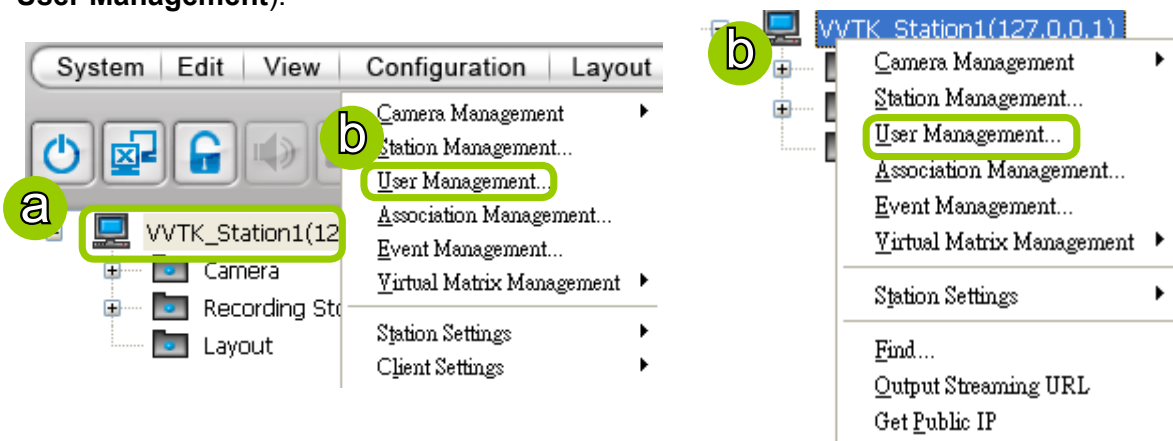 User Management).
System Edit View Configuration Layout
b
Camera Management
Station Management...
User Management...
Association Management...
Event Management...
Virtual Matrix Management
Station Settings
Client Settings
a
VVTK_Station1(12
Camera
Recording Sto
Layout
VVTK_Station1(127.0.0.1)
b
Camera Management
Station Management...
User Management...
Association Management...
Event Management...
Virtual Matrix Management
Station Settings
Find...
Output Streaming URL
Get Public IP